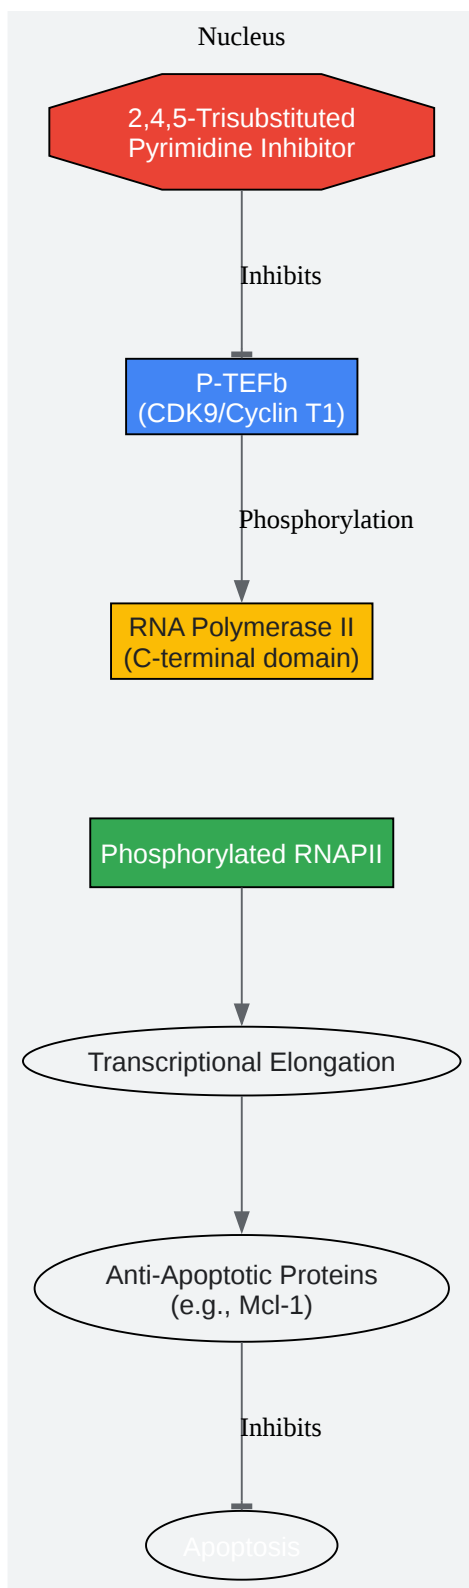 Nucleus
2,4,5-Trisubstituted
Pyrimidine Inhibitor
Inhibits
P-TEFb
(CDK9/Cyclin T1)
Phosphorylation
RNA Polymerase II
(C-terminal domain)
Phosphorylated RNAPII
Transcriptional Elongation
Anti-Apoptotic Proteins
(e.g., Mcl-1)
Inhibits
Apoptosis